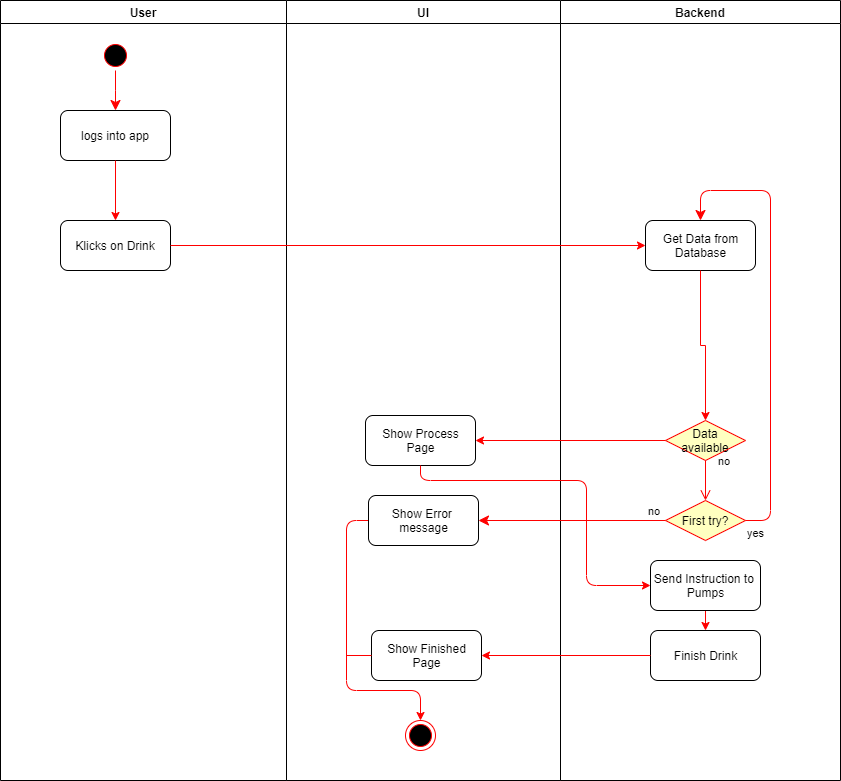 User
UI
Backend
logs into app
Klicks on Drink
Get Data from
Database
Show Process
Page
Data
available
no
Show Error
message
no
First try?
yes
Send Instruction to
Pumps
Show Finished
Page
Finish Drink